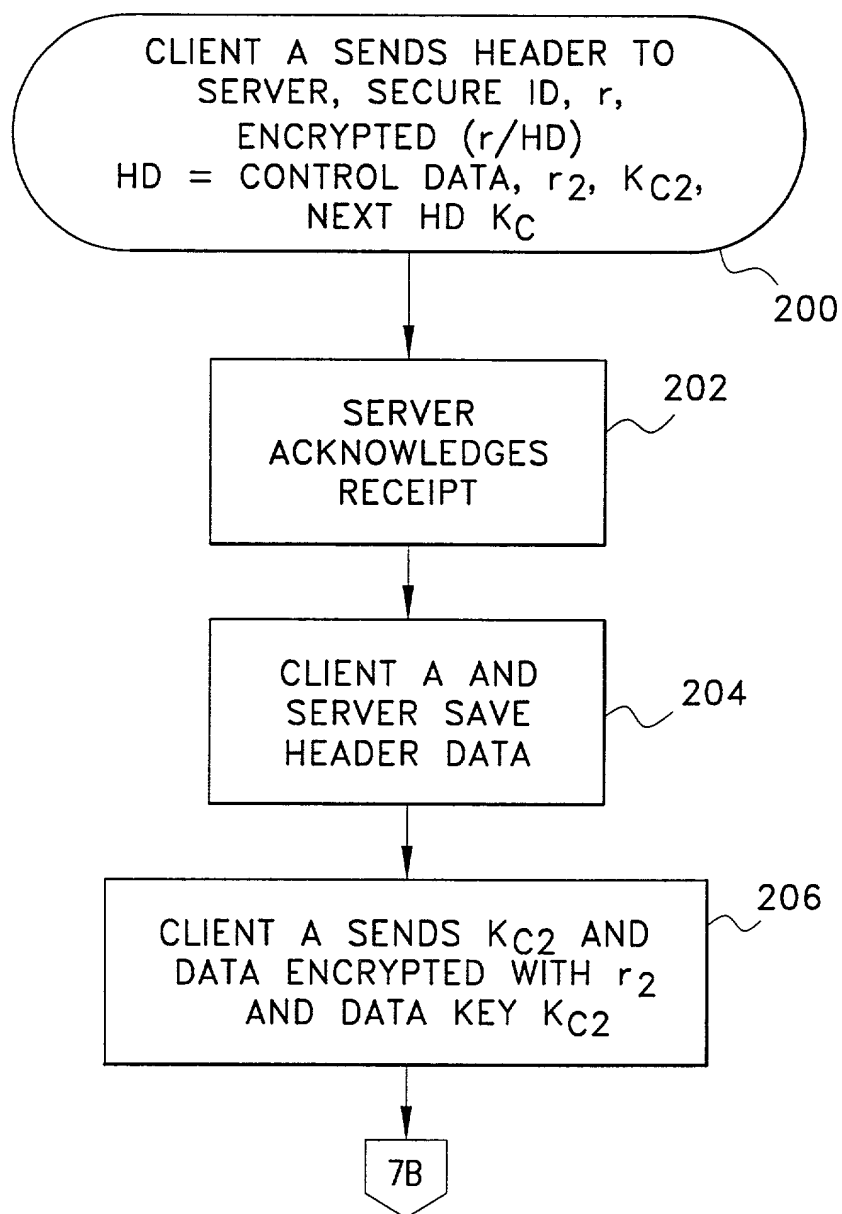 CLIENT A SENDS HEADER TO
SERVER, SECURE ID, r,
ENCRYPTED (r/HD)
HD = CONTROL DATA, r2, KC2,
NEXT HD KC
200
SERVER
ACKNOWLEDGES
RECEIPT
202
CLIENT A AND
SERVER SAVE
HEADER DATA
204
CLIENT A SENDS KC2 AND
DATA ENCRYPTED WITH r2
AND DATA KEY KC2
206
7B